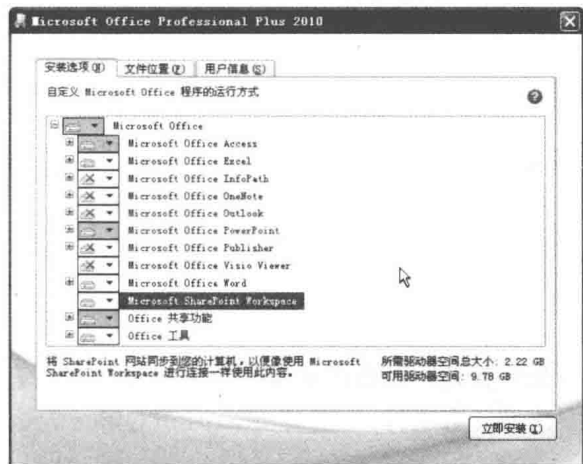 Microsoft Office Professional Plus 2010
安装选项(N) 文件位置(F) 用户信息(S)
自定义 Microsoft Office 程序的运行方式
Microsoft Office
Microsoft Office Access
Microsoft Office Excel
Microsoft Office InfoPath
Microsoft Office OneNote
Microsoft Office Outlook
Microsoft Office PowerPoint
Microsoft Office Publisher
Microsoft Office Visio Viewer
Microsoft Office Word
Microsoft SharePoint Workspace
Office 共享功能
Office 工具
将 SharePoint 网站同步到您的计算机，以便像使用 Microsoft
SharePoint Workspace 进行连接一样使用此内容。
所需驱动器空间总大小: 2.22 GB
可用驱动器空间: 9.78 GB
立即安装(I)